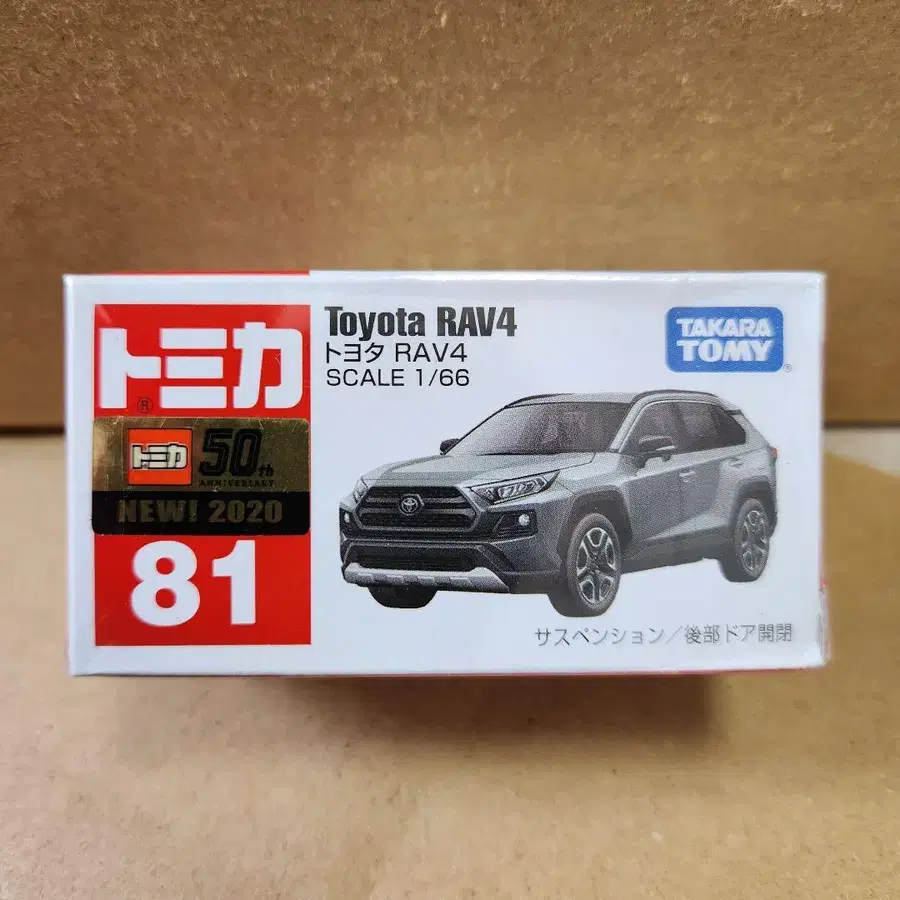 トミカ
®
トミカ 50th
ANNIVERSARY
NEW! 2020
81
Toyota RAV4
トヨタ RAV4
SCALE 1/66
TAKARA
TOMY
®
サスペンション／後部ドア開閉